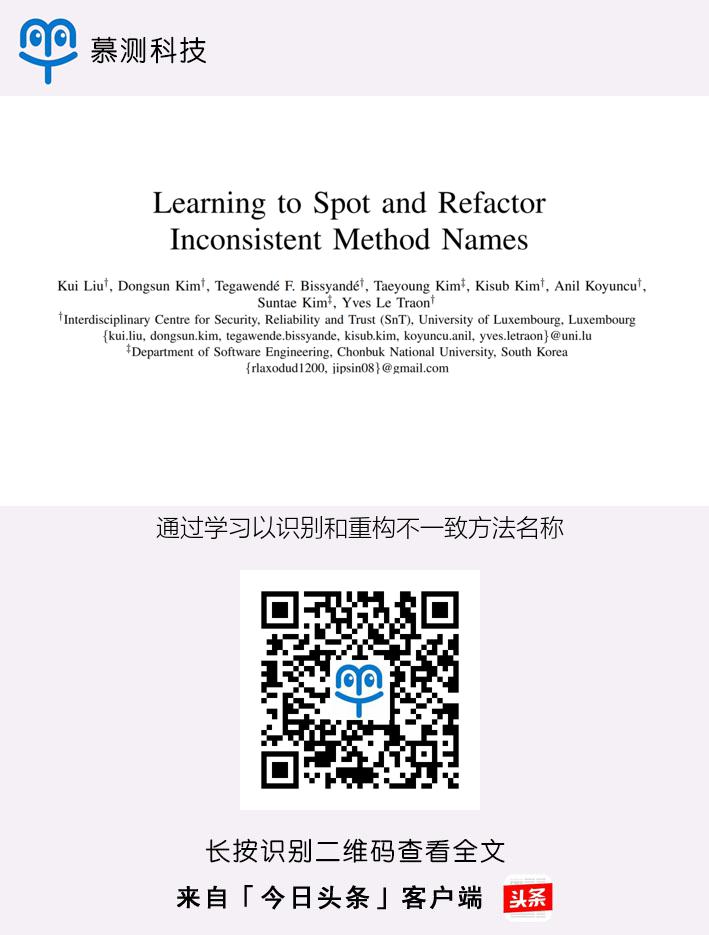 慕测科技
Learning to Spot and Refactor
Inconsistent Method Names
Kui Liu†, Dongsun Kim†, Tegawendé F. Bissyandé†, Taeyoung Kim‡, Kisub Kim†, Anil Koyuncu†,
Suntae Kim‡, Yves Le Traon†
†Interdisciplinary Centre for Security, Reliability and Trust (SnT), University of Luxembourg, Luxembourg
{kui.liu, dongsun.kim, tegawende.bissyande, kisub.kim, koyuncu.anil, yves.letraon}@uni.lu
‡Department of Software Engineering, Chonbuk National University, South Korea
{rlaxodud1200, jipsin08}@gmail.com
通过学习以识别和重构不一致方法名称
长按识别二维码查看全文
来自「今日头条」客户端
头条